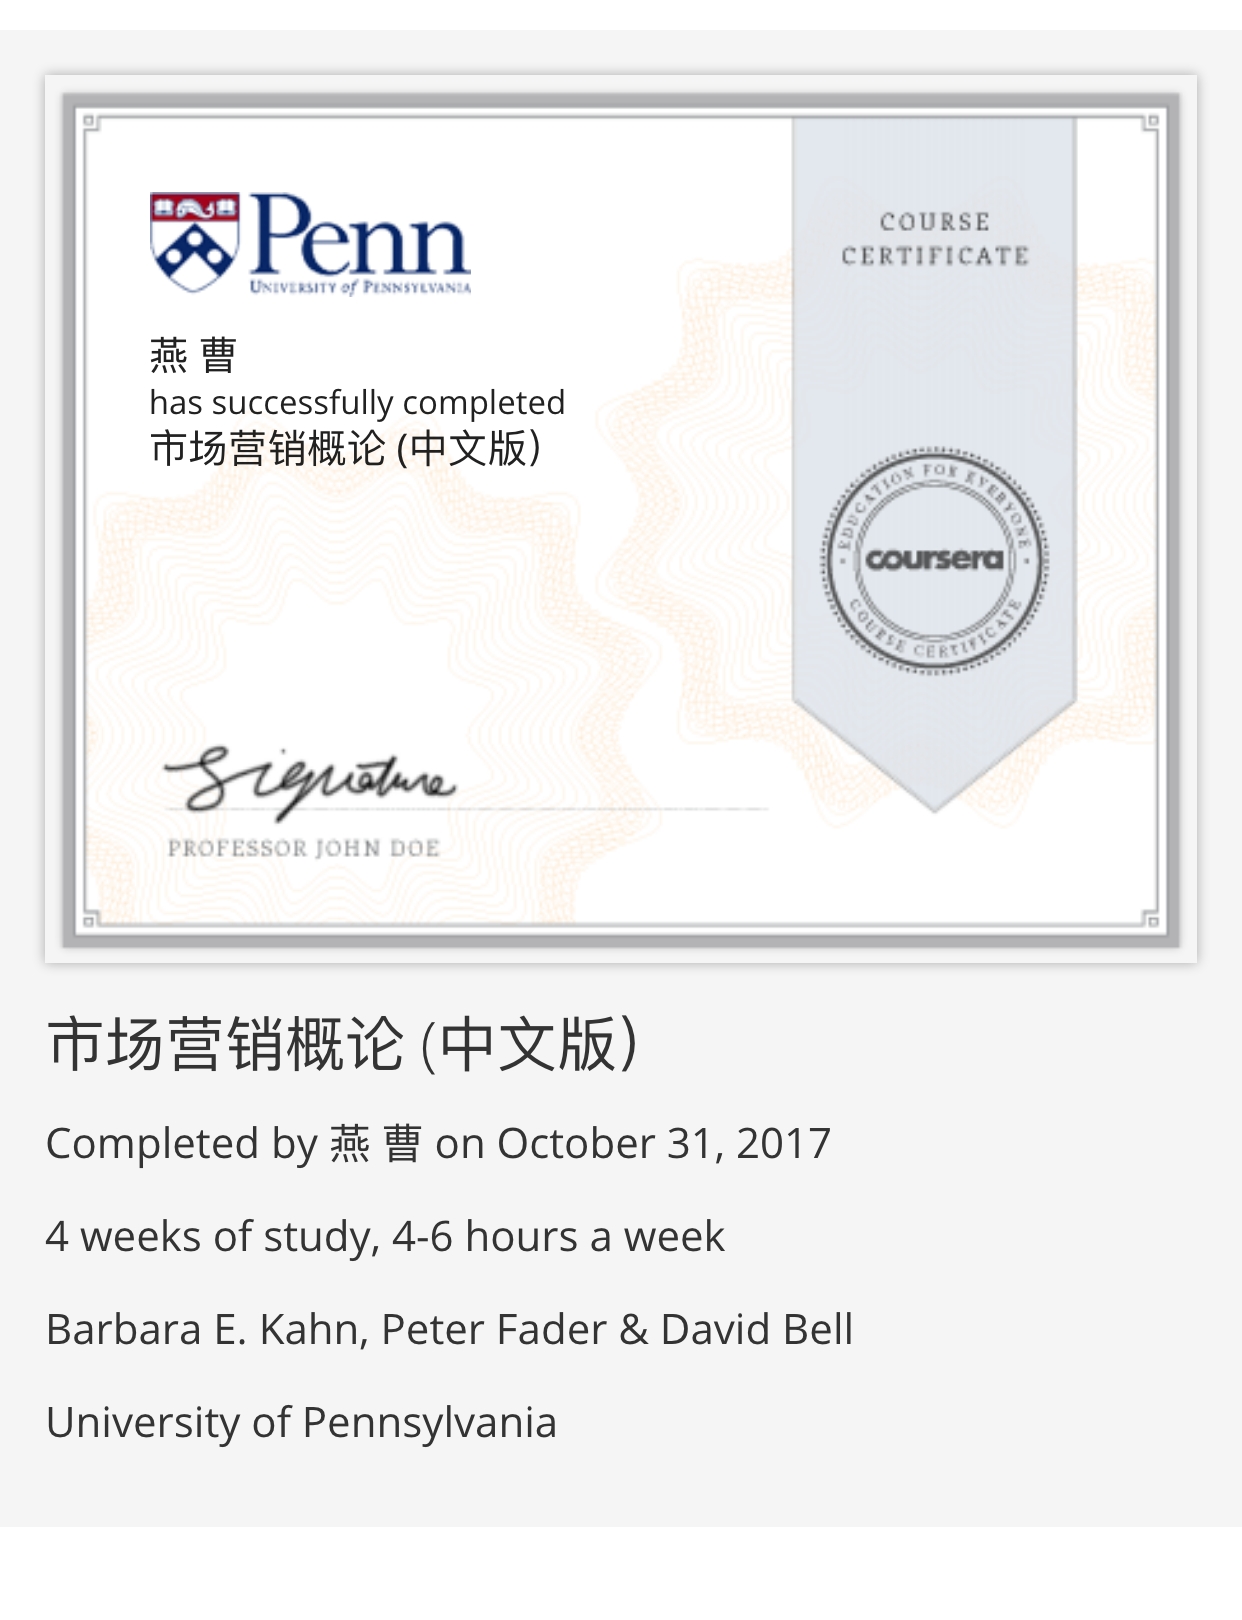 Penn
UNIVERSITY of PENNSYLVANIA
COURSE
CERTIFICATE
燕 曹
has successfully completed
市场营销概论 (中文版）
EDUCATION FOR EVERYONE
coursera
COURSE CERTIFICATE
Signature
PROFESSOR JOHN DOE
市场营销概论 (中文版）
Completed by 燕 曹 on October 31, 2017
4 weeks of study, 4-6 hours a week
Barbara E. Kahn, Peter Fader & David Bell
University of Pennsylvania